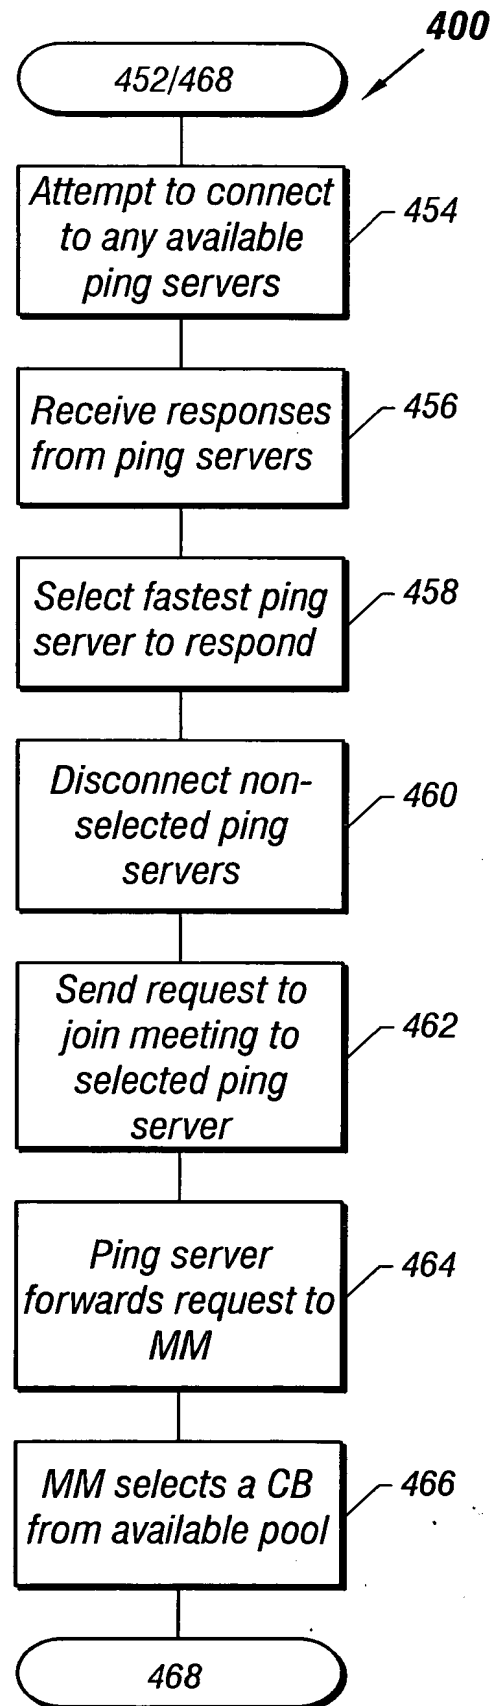 400
452/468
Attempt to connect
to any available
ping servers
454
Receive responses
from ping servers
456
Select fastest ping
server to respond
458
Disconnect non-
selected ping
servers
460
Send request to
join meeting to
selected ping
server
462
Ping server
forwards request to
MM
464
MM selects a CB
from available pool
466
468